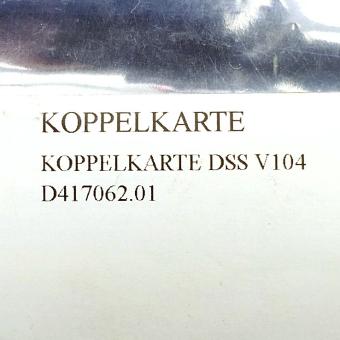 KOPPELKARTE
KOPPELKARTE DSS V104
D417062.01